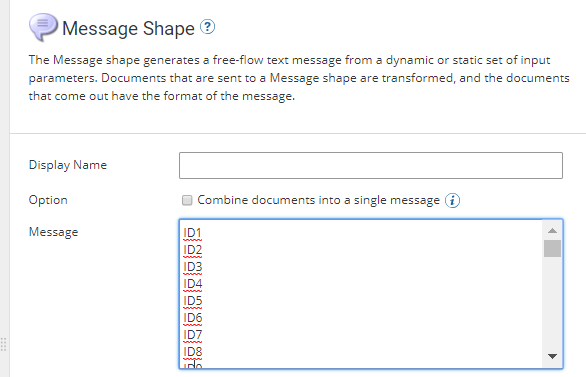 Message Shape ?
The Message shape generates a free-flow text message from a dynamic or static set of input
parameters. Documents that are sent to a Message shape are transformed, and the documents
that come out have the format of the message.
Display Name
Option Combine documents into a single message i
Message
ID1
ID2
ID3
ID4
ID5
ID6
ID7
ID8
ID9